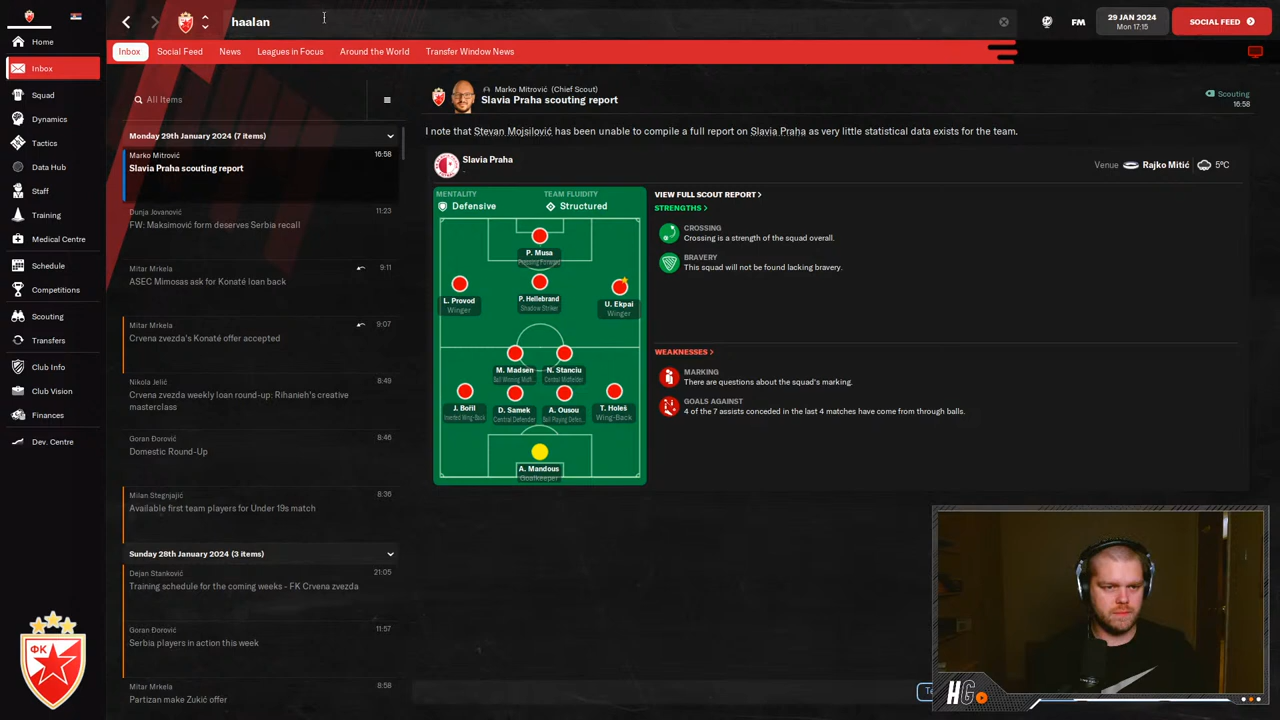 haalan
FM
29 JAN 2024
Mon 17:15
SOCIAL FEED
Home
Inbox
Squad
Dynamics
Tactics
Data Hub
Staff
Training
Medical Centre
Schedule
Competitions
Scouting
Transfers
Club Info
Club Vision
Finances
Dev. Centre
ФК
Inbox
Social Feed
News
Leagues in Focus
Around the World
Transfer Window News
All Items
Monday 29th January 2024 (7 items)
Marko Mitrović 16:58
Slavia Praha scouting report
Dunja Jovanović 11:23
FW: Maksimović form deserves Serbia recall
Mitar Mrkela 9:11
ASEC Mimosas ask for Konaté loan back
Mitar Mrkela 9:07
Crvena zvezda's Konaté offer accepted
Nikola Jelić 8:49
Crvena zvezda weekly loan round-up: Rihanieh's creative
masterclass
Goran Đorović 8:46
Domestic Round-Up
Milan Stegnjajić 8:36
Available first team players for Under 19s match
Sunday 28th January 2024 (3 items)
Dejan Stanković 21:05
Training schedule for the coming weeks - FK Crvena zvezda
Goran Đorović 11:57
Serbia players in action this week
Mitar Mrkela 8:58
Partizan make Zukić offer
Marko Mitrović (Chief Scout)
Slavia Praha scouting report
Scouting
16:58
I note that Stevan Mojsilović has been unable to compile a full report on Slavia Praha as very little statistical data exists for the team.
Slavia Praha
-
Venue Rajko Mitić 5°C
MENTALITY
Defensive
TEAM FLUIDITY
Structured
P. Musa
Pressing Forward
L. Provod
Winger
P. Hellebrand
Shadow Striker
U. Ekpai
Winger
M. Madsen
Ball Winning Midf...
N. Stanciu
Central Midfielder
J. Bořil
Inverted Wing-Back
D. Samek
Central Defender
A. Ousou
Ball Playing Defen...
T. Holeš
Wing-Back
A. Mandous
Goalkeeper
VIEW FULL SCOUT REPORT >
STRENGTHS >
CROSSING
Crossing is a strength of the squad overall.
BRAVERY
This squad will not be found lacking bravery.
WEAKNESSES >
MARKING
There are questions about the squad's marking.
GOALS AGAINST
4 of the 7 assists conceded in the last 4 matches have come from through balls.
HG